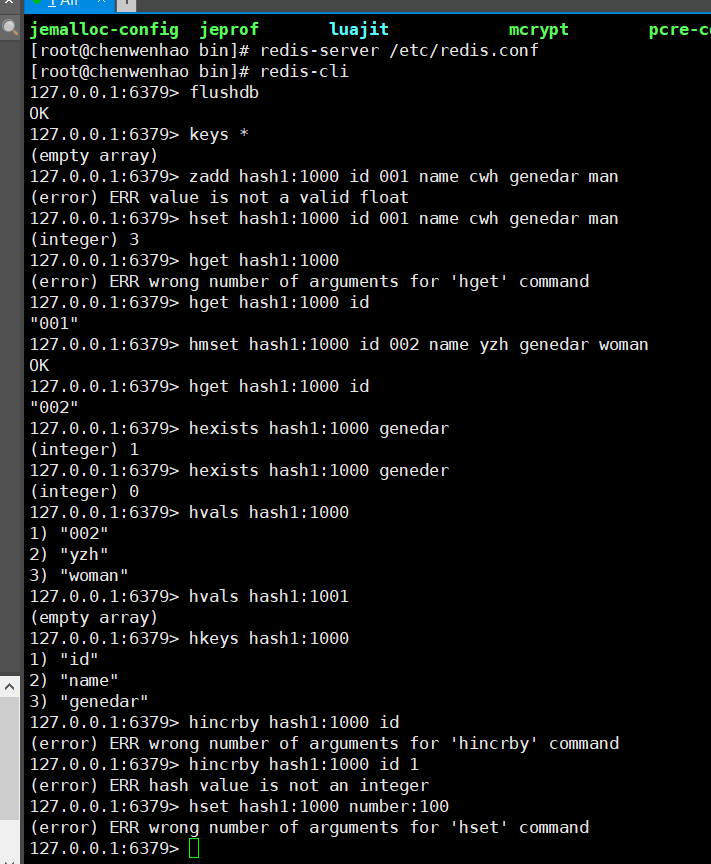 jemalloc-config  jeprof       luajit            mcrypt        pcre-c
[root@chenwenhao bin]# redis-server /etc/redis.conf
[root@chenwenhao bin]# redis-cli
127.0.0.1:6379> flushdb
OK
127.0.0.1:6379> keys *
(empty array)
127.0.0.1:6379> zadd hash1:1000 id 001 name cwh genedar man
(error) ERR value is not a valid float
127.0.0.1:6379> hset hash1:1000 id 001 name cwh genedar man
(integer) 3
127.0.0.1:6379> hget hash1:1000
(error) ERR wrong number of arguments for 'hget' command
127.0.0.1:6379> hget hash1:1000 id
"001"
127.0.0.1:6379> hmset hash1:1000 id 002 name yzh genedar woman
OK
127.0.0.1:6379> hget hash1:1000 id
"002"
127.0.0.1:6379> hexists hash1:1000 genedar
(integer) 1
127.0.0.1:6379> hexists hash1:1000 geneder
(integer) 0
127.0.0.1:6379> hvals hash1:1000
1) "002"
2) "yzh"
3) "woman"
127.0.0.1:6379> hvals hash1:1001
(empty array)
127.0.0.1:6379> hkeys hash1:1000
1) "id"
2) "name"
3) "genedar"
127.0.0.1:6379> hincrby hash1:1000 id
(error) ERR wrong number of arguments for 'hincrby' command
127.0.0.1:6379> hincrby hash1:1000 id 1
(error) ERR hash value is not an integer
127.0.0.1:6379> hset hash1:1000 number:100
(error) ERR wrong number of arguments for 'hset' command
127.0.0.1:6379>